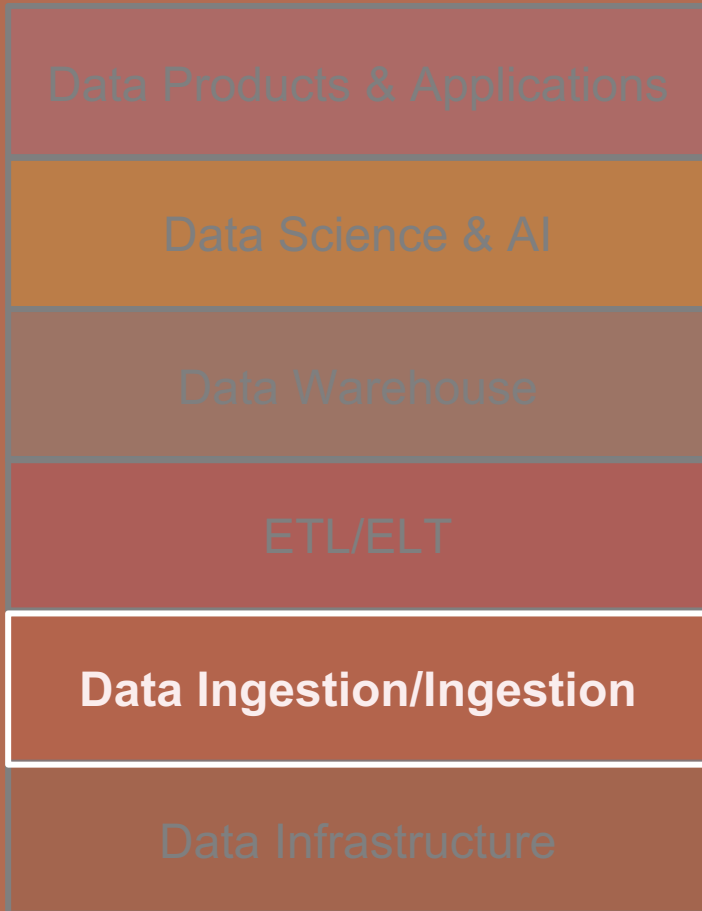 Data Products & Applications
Data Science & AI
Data Warehouse
ETL/ELT
Data Ingestion/Ingestion
Data Infrastructure